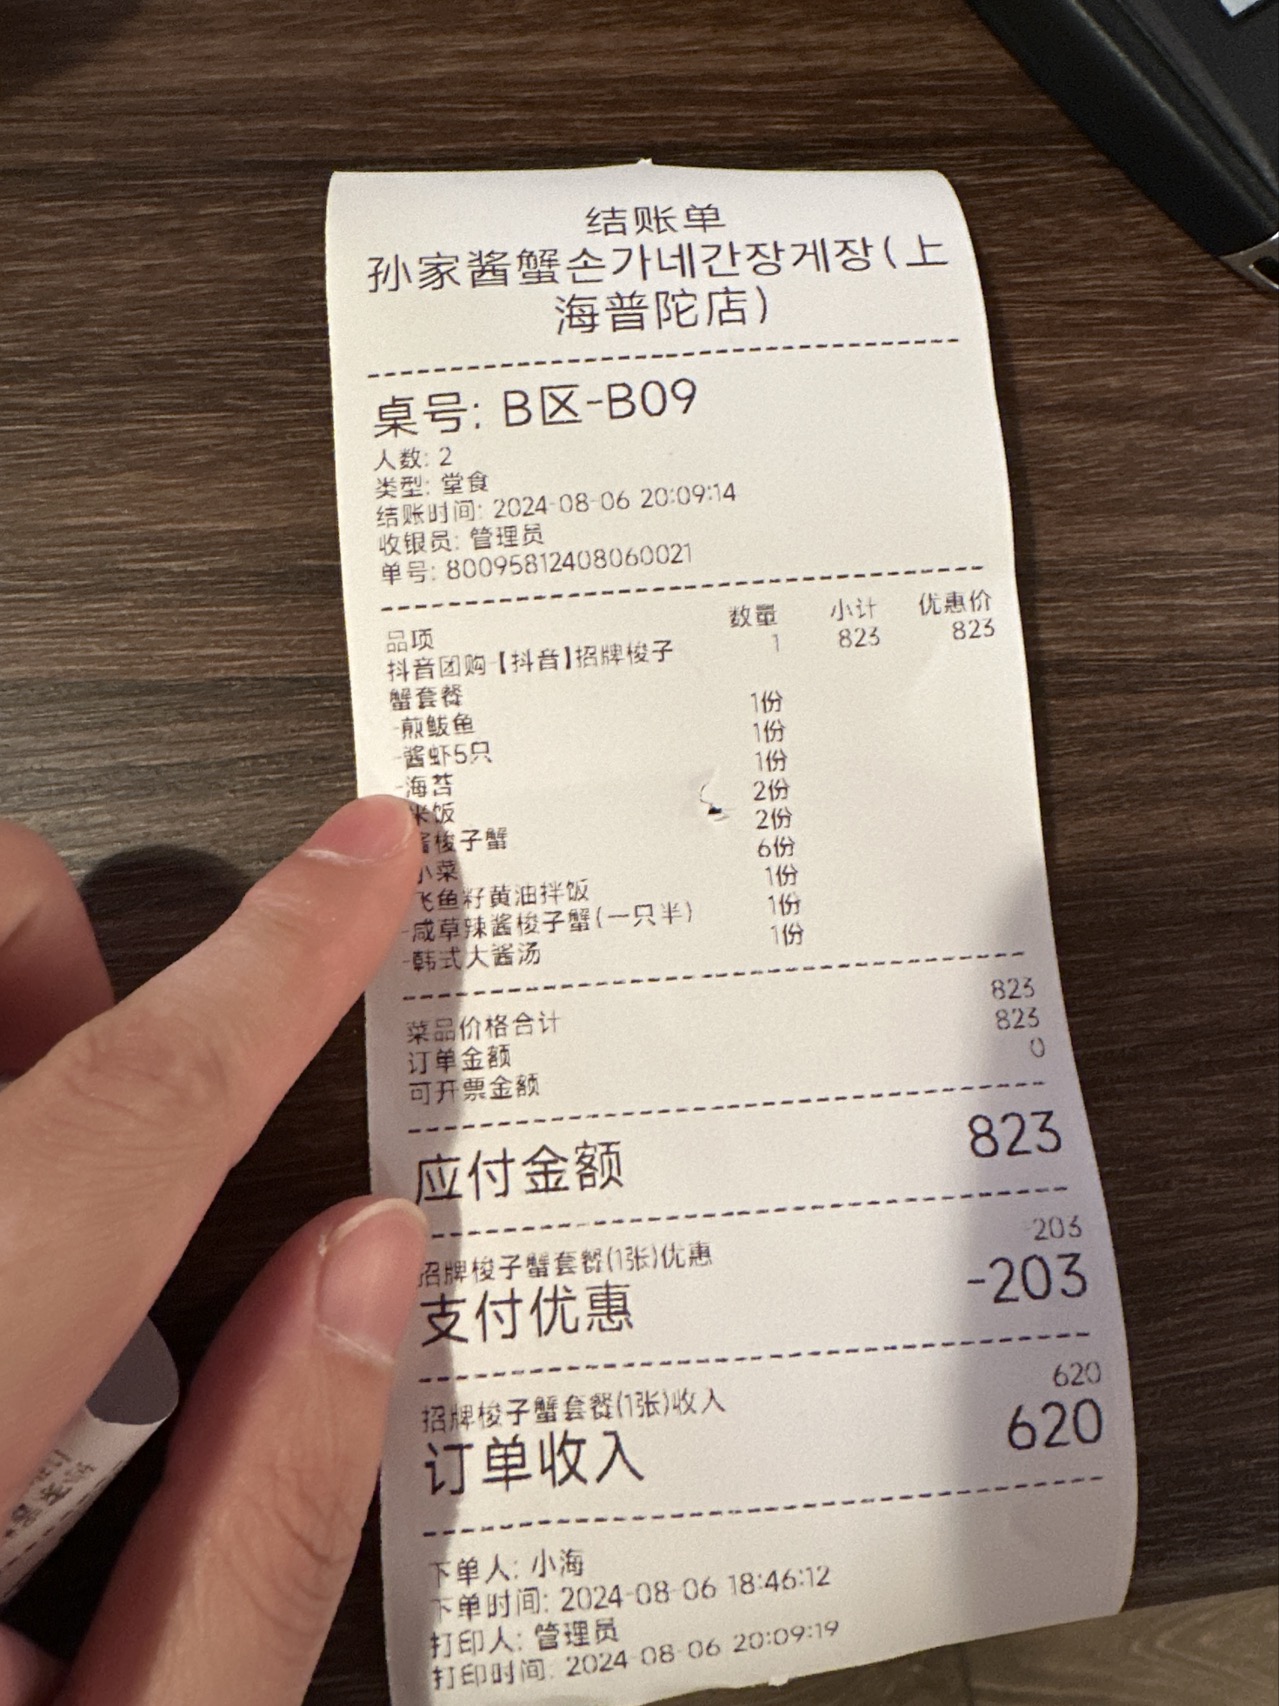 结账单
孙家酱蟹손가네간장게장(上
海普陀店)
桌号: B区-B09
人数: 2
类型: 堂食
结账时间: 2024-08-06 20:09:14
收银员: 管理员
单号: 80095812408060021
品项 数量 小计 优惠价
抖音团购-【抖音】招牌梭子 1 823 823
蟹套餐
-煎鲅鱼 1份
-酱虾5只 1份
-海苔 1份
米饭 2份
酱梭子蟹 2份
小菜 6份
飞鱼籽黄油拌饭 1份
-咸草辣酱梭子蟹(一只半) 1份
-韩式大酱汤 1份
菜品价格合计 823
订单金额 823
可开票金额 0
应付金额 823
招牌梭子蟹套餐(1张)优惠 -203
支付优惠 -203
招牌梭子蟹套餐(1张)收入 620
订单收入 620
下单人: 小海
下单时间: 2024-08-06 18:46:12
打印人: 管理员
打印时间: 2024-08-06 20:09:19